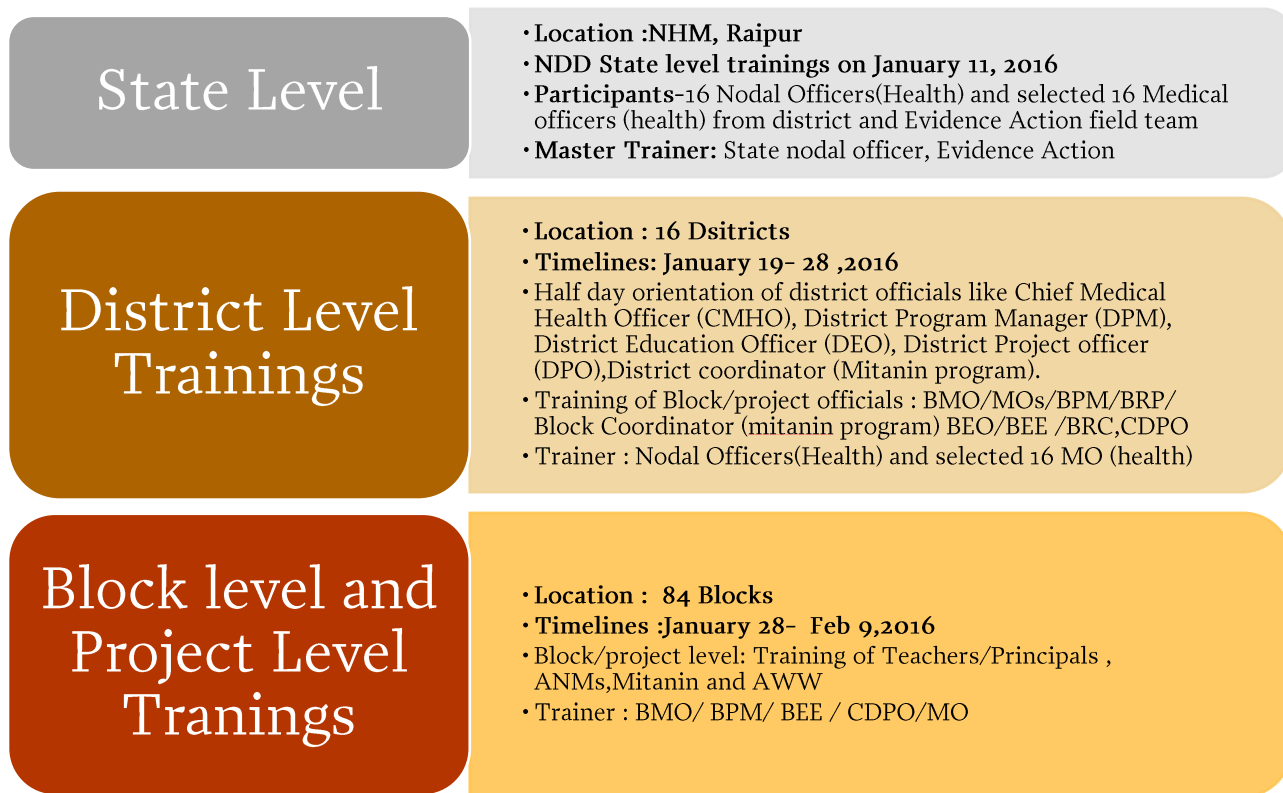 State Level
• Location :NHM, Raipur
• NDD State level trainings on January 11, 2016
• Participants-16 Nodal Officers(Health) and selected 16 Medical
officers (health) from district and Evidence Action field team
• Master Trainer: State nodal officer, Evidence Action
District Level
Trainings
• Location : 16 Dsitricts
• Timelines: January 19- 28 ,2016
• Half day orientation of district officials like Chief Medical
Health Officer (CMHO), District Program Manager (DPM),
District Education Officer (DEO), District Project officer
(DPO),District coordinator (Mitanin program).
• Training of Block/project officials : BMO/MOs/BPM/BRP/
Block Coordinator (mitanin program) BEO/BEE /BRC,CDPO
• Trainer : Nodal Officers(Health) and selected 16 MO (health)
Block level and
Project Level
Tranings
• Location :  84 Blocks
• Timelines :January 28-  Feb 9,2016
• Block/project level: Training of Teachers/Principals ,
ANMs,Mitanin and AWW
• Trainer : BMO/ BPM/ BEE / CDPO/MO